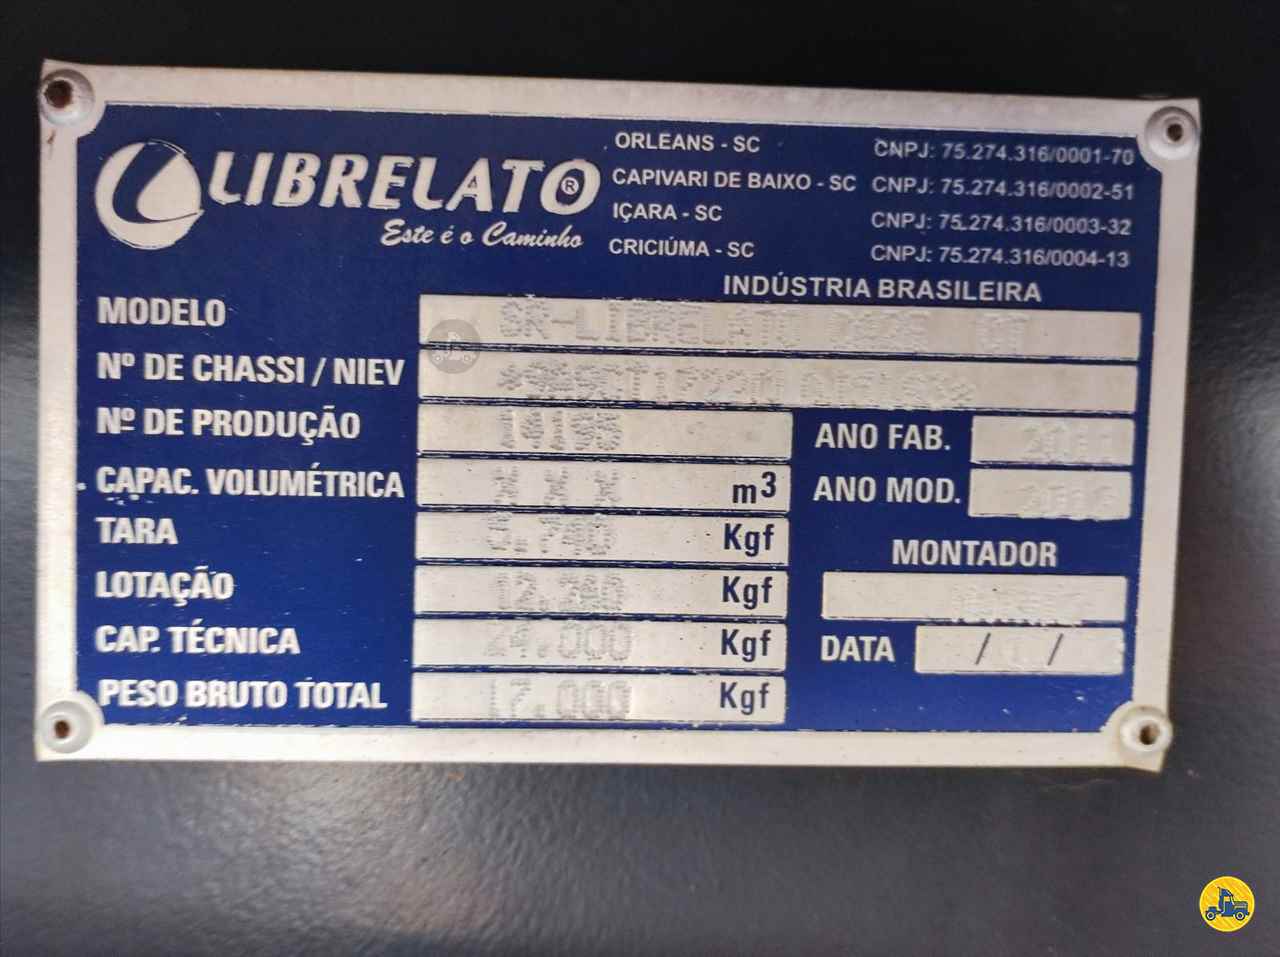 LIBRELATO®
Este é o Caminho
ORLEANS - SC CNPJ: 75.274.316/0001-70
CAPIVARI DE BAIXO - SC CNPJ: 75.274.316/0002-51
IÇARA - SC CNPJ: 75.274.316/0003-32
CRICIÚMA - SC CNPJ: 75.274.316/0004-13
INDÚSTRIA BRASILEIRA
MODELO SR-LIBRELATO
Nº DE CHASSI / NIEV
Nº DE PRODUÇÃO
ANO FAB. 2011
CAPAC. VOLUMÉTRICA m3
ANO MOD.
TARA Kgf
LOTAÇÃO Kgf
CAP. TÉCNICA Kgf
PESO BRUTO TOTAL 17.000 Kgf
MONTADOR
DATA / /